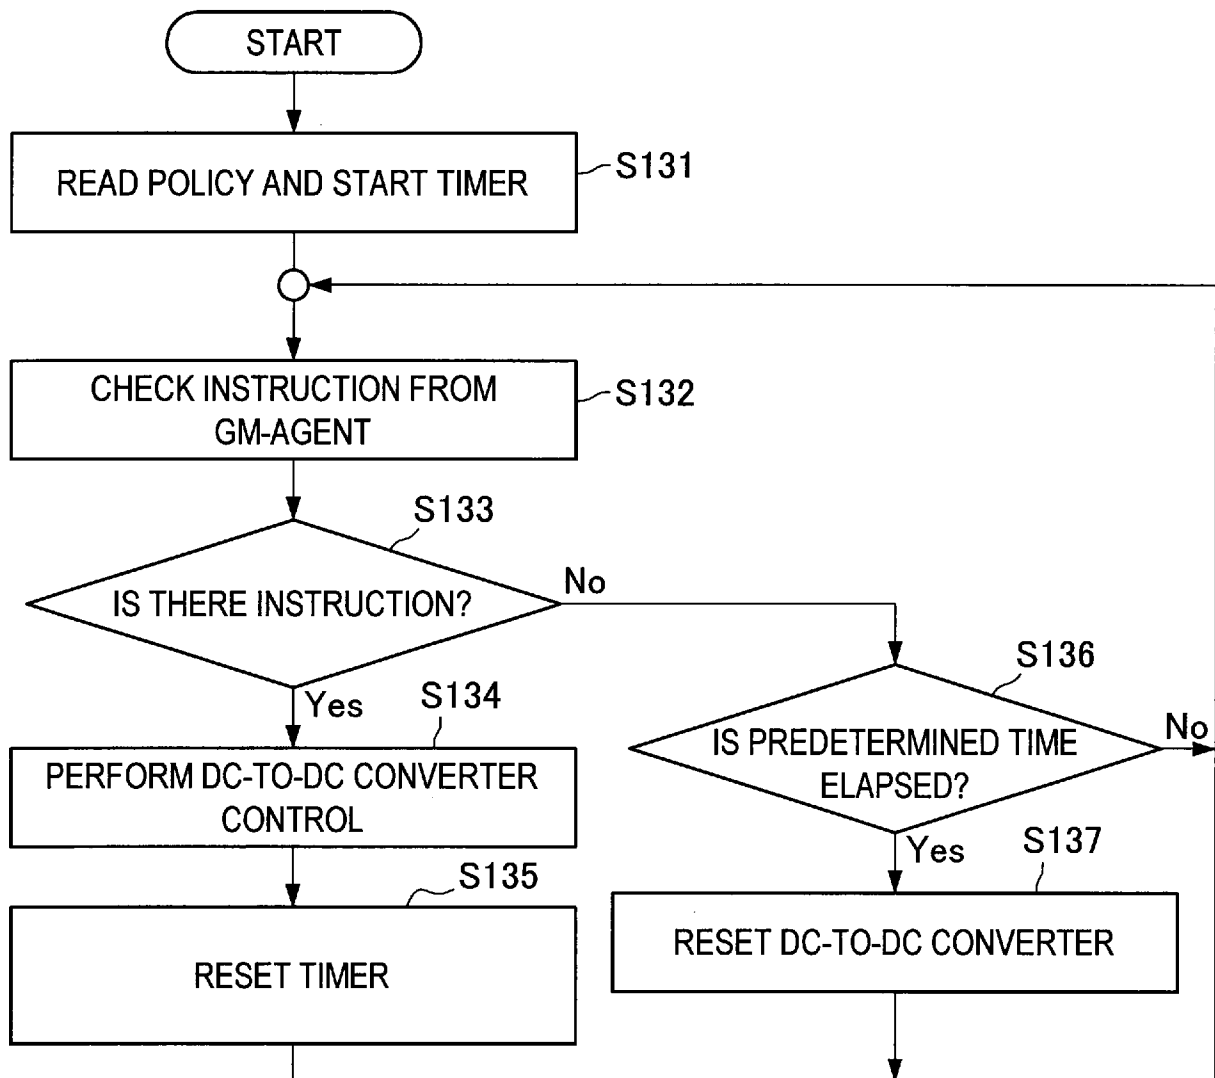 START
READ POLICY AND START TIMER
S131
CHECK INSTRUCTION FROM
GM-AGENT
S132
S133
IS THERE INSTRUCTION?
No
Yes
S134
PERFORM DC-TO-DC CONVERTER
CONTROL
S135
RESET TIMER
S136
IS PREDETERMINED TIME
ELAPSED?
No
Yes
S137
RESET DC-TO-DC CONVERTER